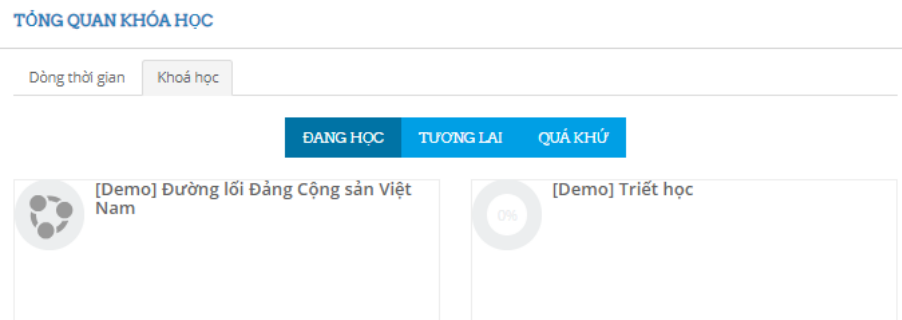 TỔNG QUAN KHÓA HỌC
Dòng thời gian
Khoá học
ĐANG HỌC
TƯƠNG LAI
QUÁ KHỨ
[Demo] Đường lối Đảng Cộng sản Việt
Nam
0%
[Demo] Triết học